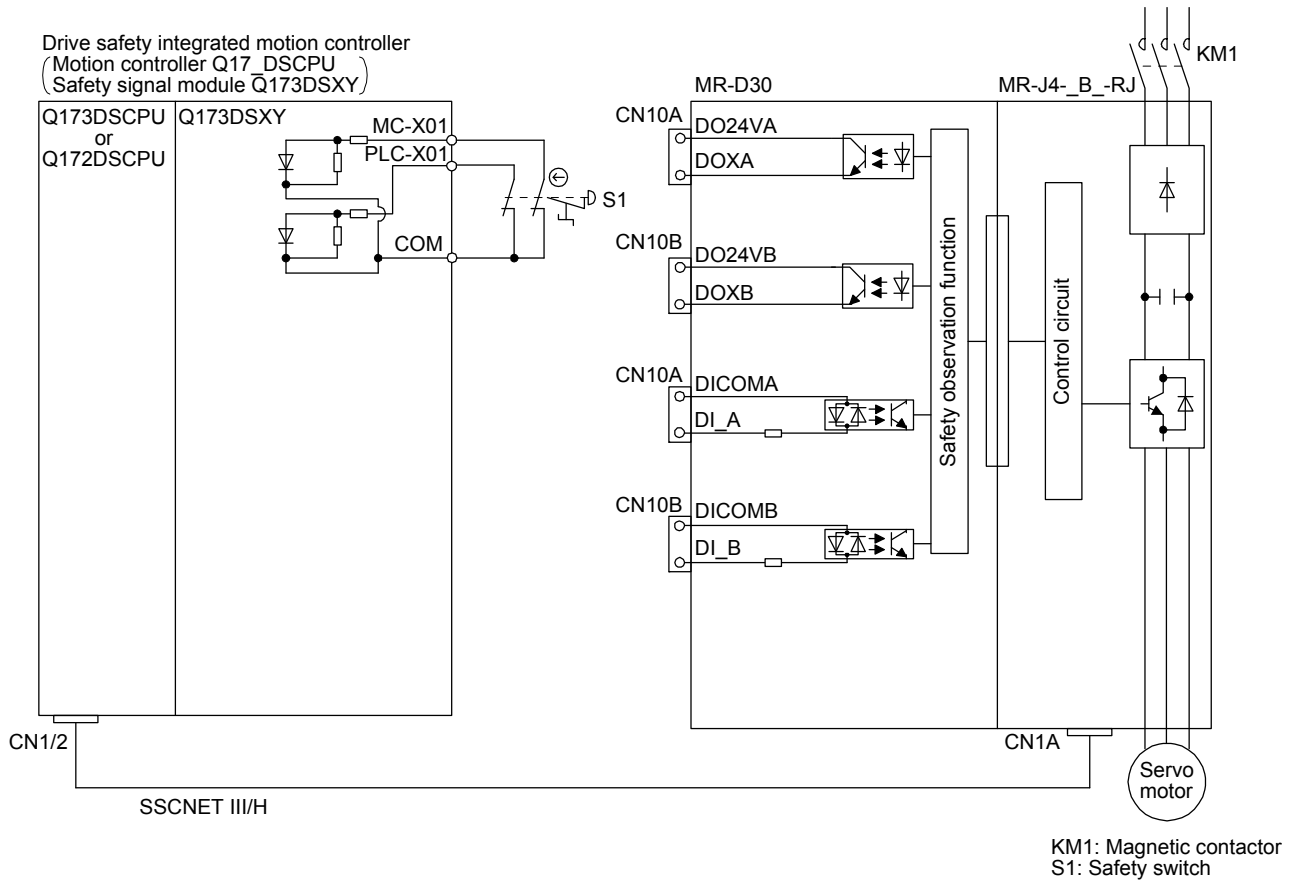 Drive safety integrated motion controller
(Motion controller Q17_DSCPU
Safety signal module Q173DSXY)
Q173DSCPU
or
Q172DSCPU
Q173DSXY
MC-X01
PLC-X01
COM
S1
CN1/2
SSCNET III/H
MR-D30
MR-J4-_B_-RJ
KM1
CN10A
DO24VA
DOXA
CN10B
DO24VB
DOXB
CN10A
DICOMA
DI_A
CN10B
DICOMB
DI_B
Safety observation function
Control circuit
CN1A
Servo
motor
KM1: Magnetic contactor
S1: Safety switch